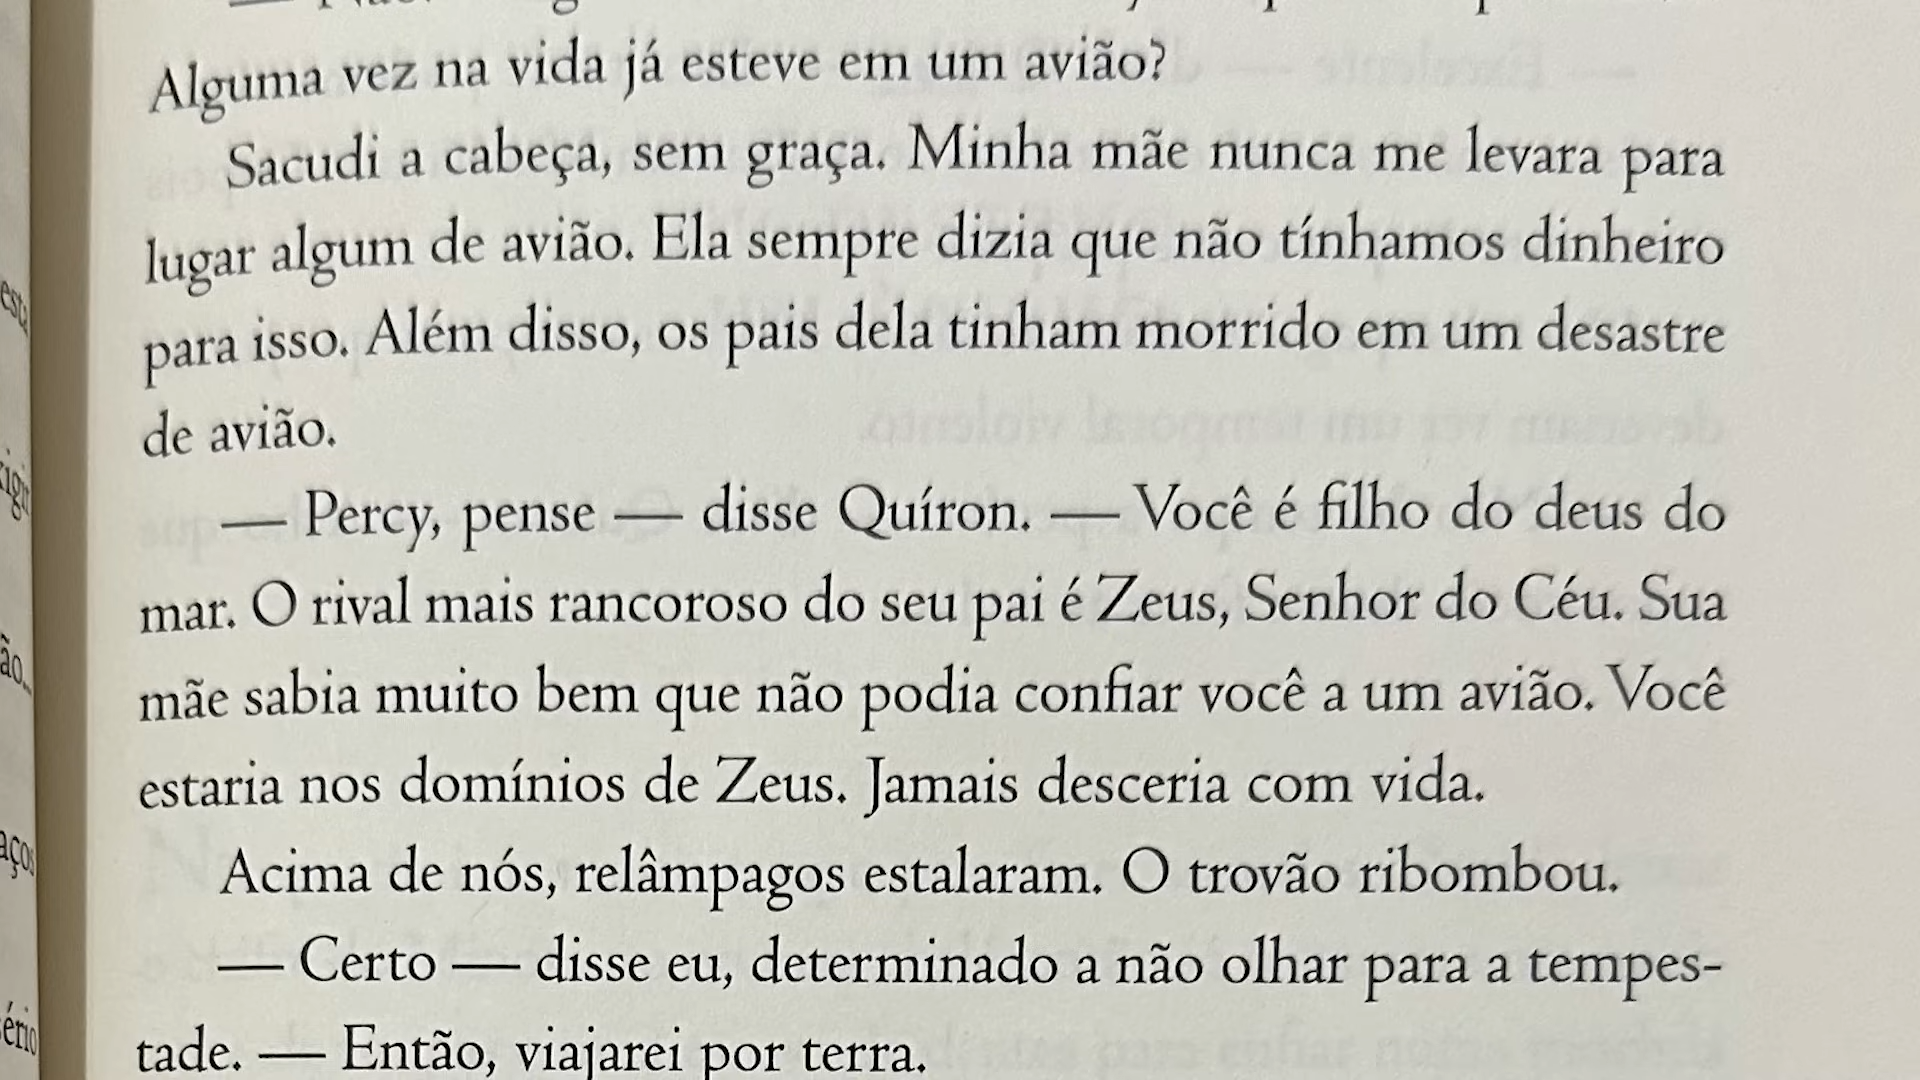 Alguma vez na vida já esteve em um avião?
Sacudi a cabeça, sem graça. Minha mãe nunca me levara para
lugar algum de avião. Ela sempre dizia que não tínhamos dinheiro
para isso. Além disso, os pais dela tinham morrido em um desastre
de avião.
— Percy, pense — disse Quíron. — Você é filho do deus do
mar. O rival mais rancoroso do seu pai é Zeus, Senhor do Céu. Sua
mãe sabia muito bem que não podia confiar você a um avião. Você
estaria nos domínios de Zeus. Jamais desceria com vida.
Acima de nós, relâmpagos estalaram. O trovão ribombou.
— Certo — disse eu, determinado a não olhar para a tempes-
tade. — Então, viajarei por terra.